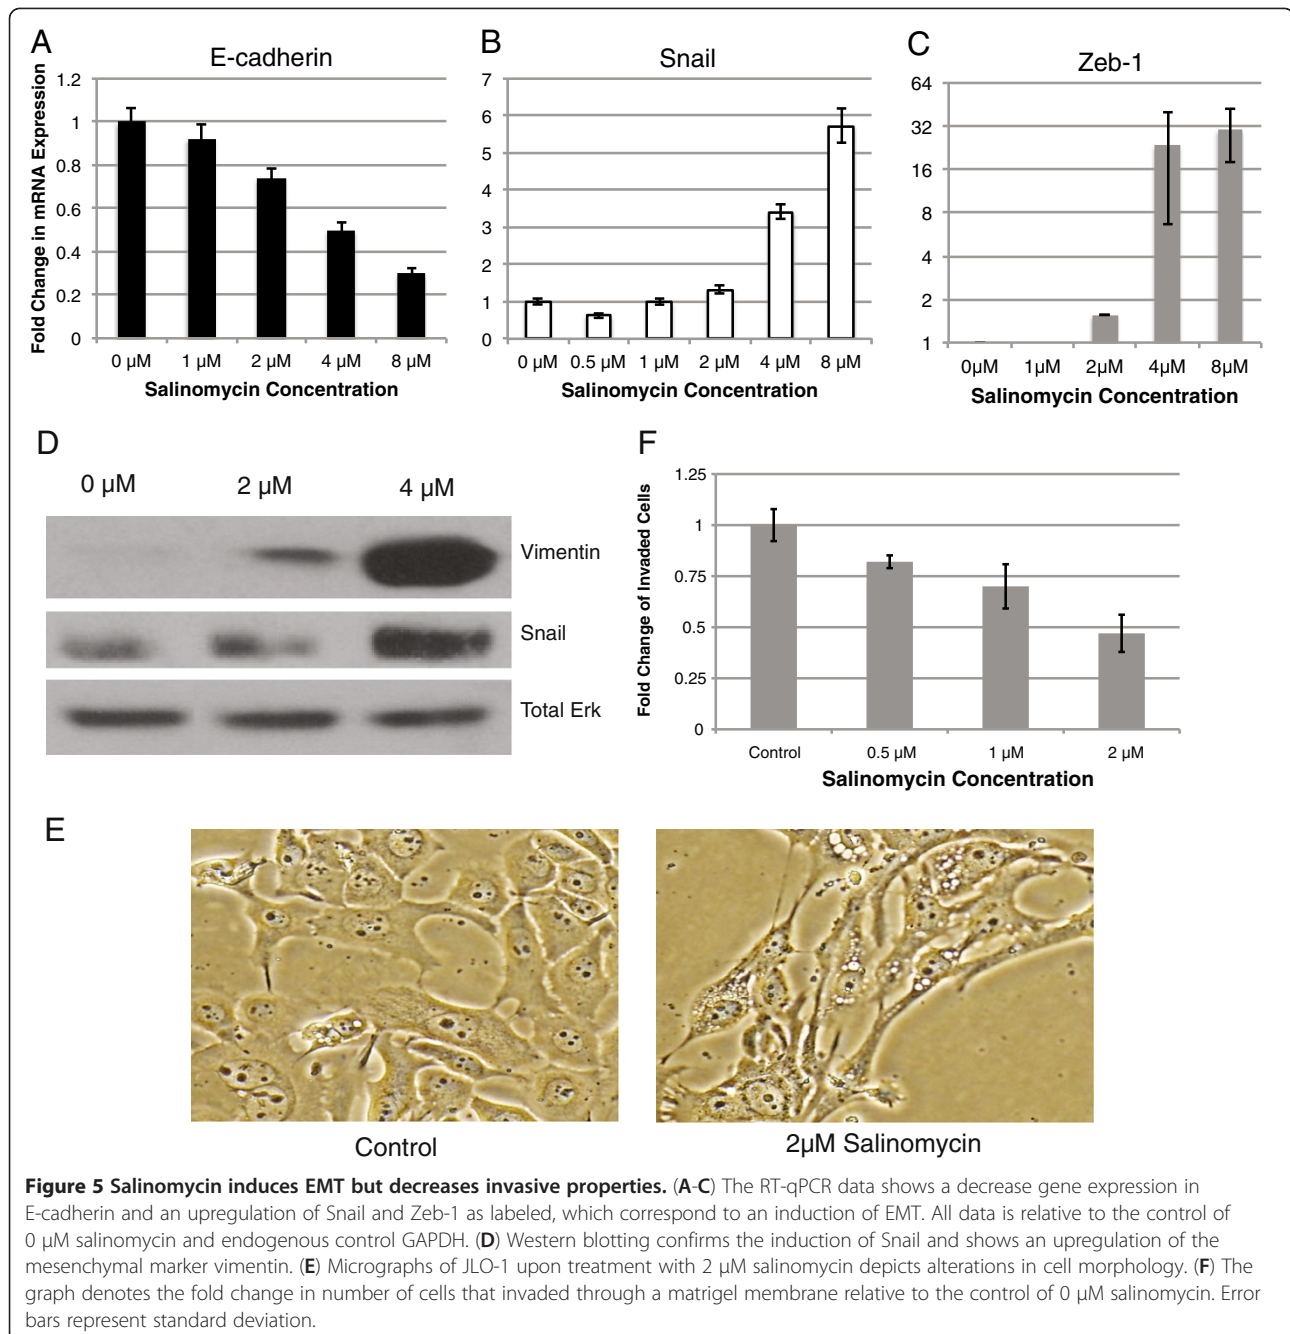 A
E-cadherin
Fold Change in mRNA Expression
1.2
1
0.8
0.6
0.4
0.2
0
0 µM 1 µM 2 µM 4 µM 8 µM
Salinomycin Concentration
B
Snail
7
6
5
4
3
2
1
0
0 µM 0.5 µM 1 µM 2 µM 4 µM 8 µM
Salinomycin Concentration
C
Zeb-1
64
32
16
8
4
2
1
0µM 1µM 2µM 4µM 8µM
Salinomycin Concentration
D
0 µM 2 µM 4 µM
Vimentin
Snail
Total Erk
F
Fold Change of Invaded Cells
1.25
1
0.75
0.5
0.25
0
Control 0.5 µM 1 µM 2 µM
Salinomycin Concentration
E
Control
2µM Salinomycin
Figure 5 Salinomycin induces EMT but decreases invasive properties. (A-C) The RT-qPCR data shows a decrease gene expression in
E-cadherin and an upregulation of Snail and Zeb-1 as labeled, which correspond to an induction of EMT. All data is relative to the control of
0 µM salinomycin and endogenous control GAPDH. (D) Western blotting confirms the induction of Snail and shows an upregulation of the
mesenchymal marker vimentin. (E) Micrographs of JLO-1 upon treatment with 2 µM salinomycin depicts alterations in cell morphology. (F) The
graph denotes the fold change in number of cells that invaded through a matrigel membrane relative to the control of 0 µM salinomycin. Error
bars represent standard deviation.